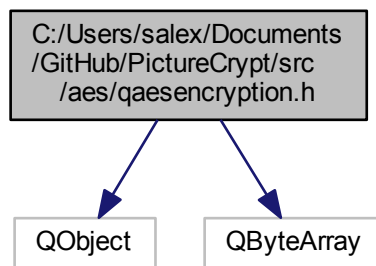 C:/Users/salex/Documents
/GitHub/PictureCrypt/src
/aes/qaesencryption.h
QObject
QByteArray